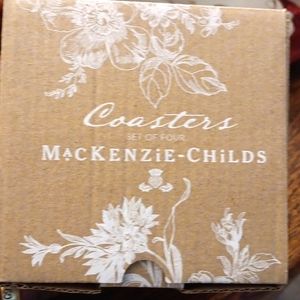 Coasters
SET OF FOUR
MACKENZiE-CHiLDS